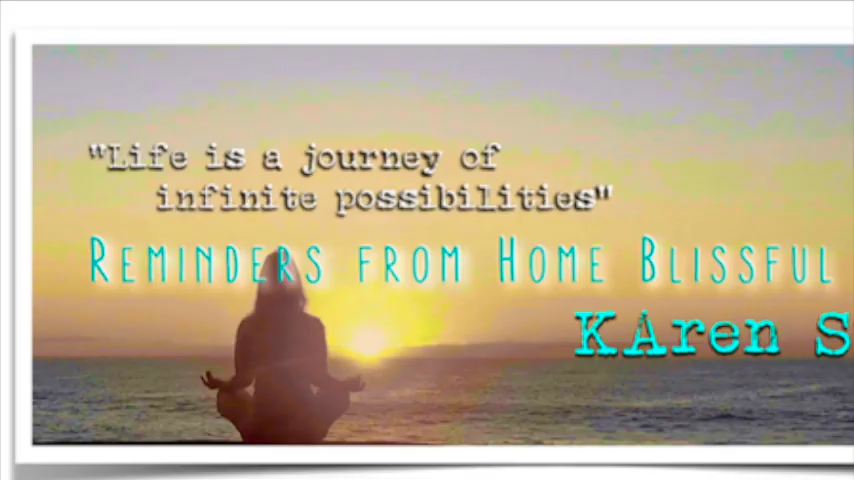 "Life is a journey of
infinite possibilities"
REMINDERS FROM HOME BLISSFUL
KAren S